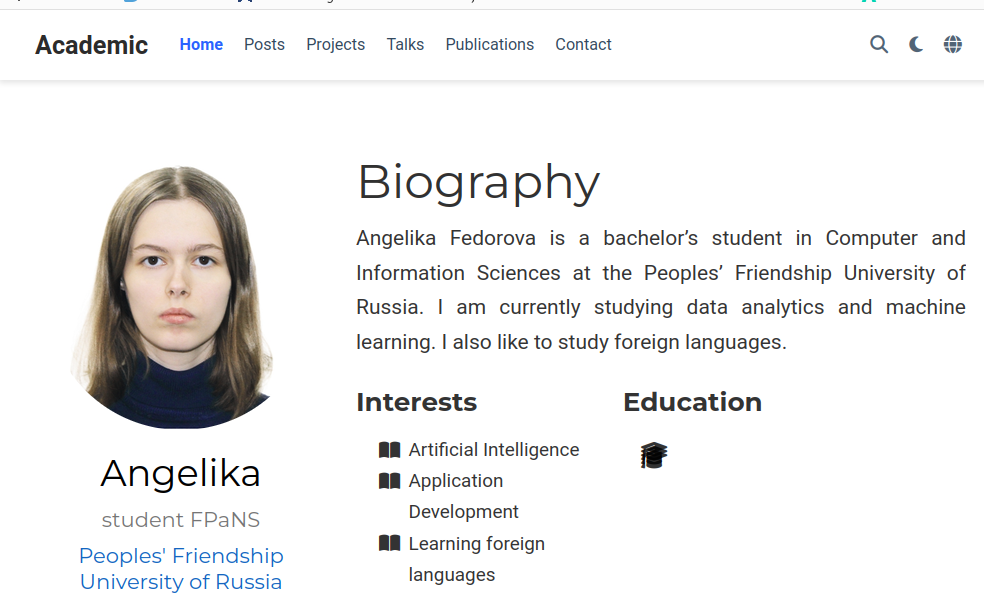 Academic Home Posts Projects Talks Publications Contact
Angelika
student FPaNS
Peoples' Friendship
University of Russia
Biography
Angelika Fedorova is a bachelor’s student in Computer and
Information Sciences at the Peoples’ Friendship University of
Russia. I am currently studying data analytics and machine
learning. I also like to study foreign languages.
Interests
Artificial Intelligence
Application
Development
Learning foreign
languages
Education